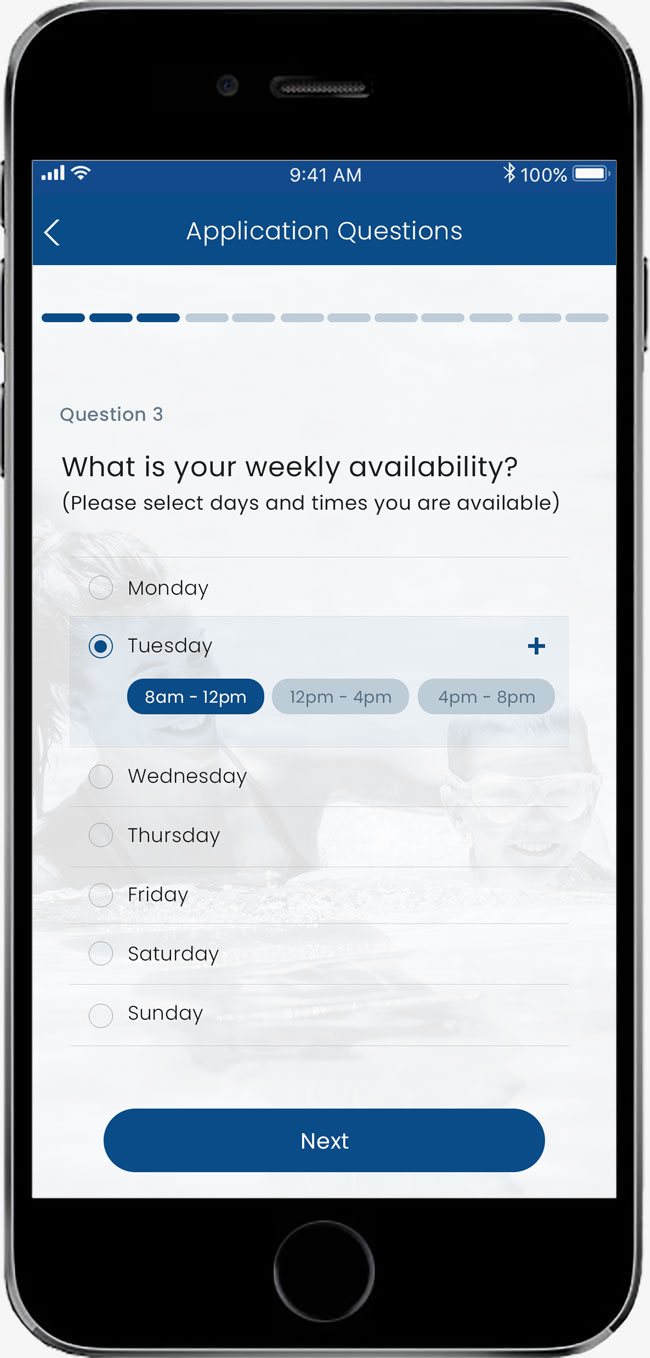 9:41 AM 100%
Application Questions
Question 3
What is your weekly availability?
(Please select days and times you are available)
Monday
Tuesday +
8am - 12pm 12pm - 4pm 4pm - 8pm
Wednesday
Thursday
Friday
Saturday
Sunday
Next